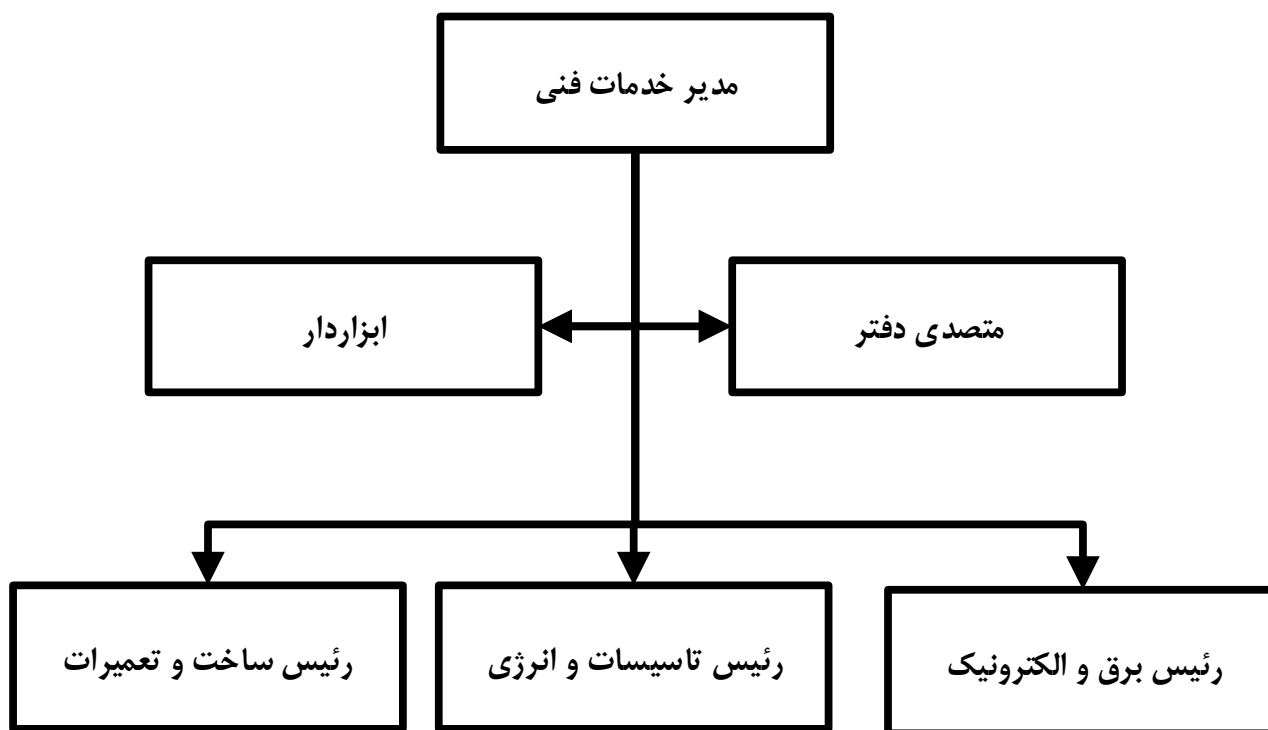 مدیر خدمات فنی
متصدی دفتر
ابزاردار
رئیس برق و الکترونیک
رئیس تاسیسات و انرژی
رئیس ساخت و تعمیرات